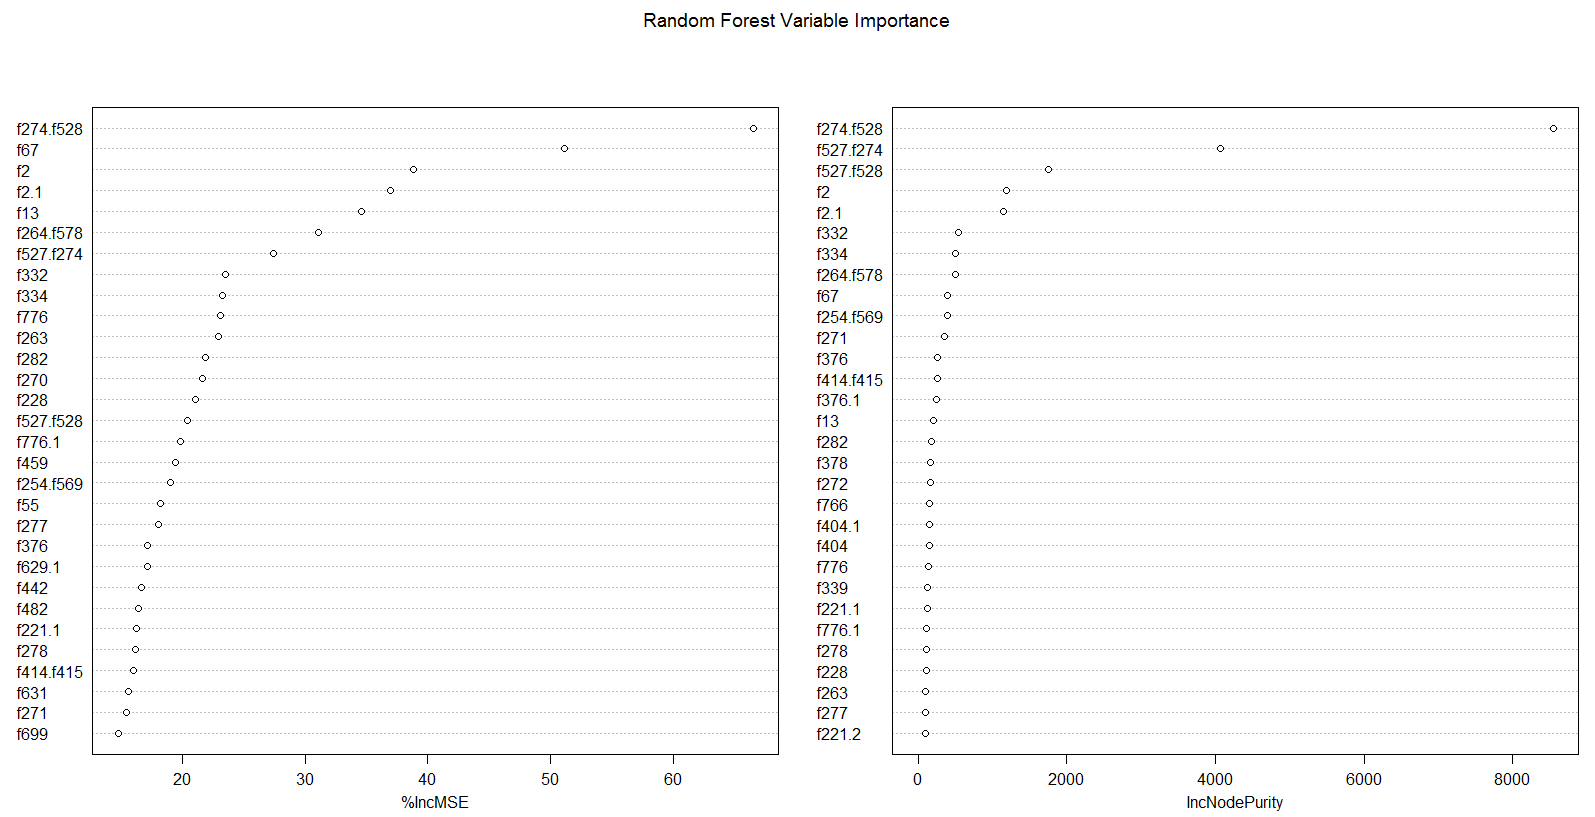 Random Forest Variable Importance
f274.f528
f67
f2
f2.1
f13
f264.f578
f527.f274
f332
f334
f776
f263
f282
f270
f228
f527.f528
f776.1
f459
f254.f569
f55
f277
f376
f629.1
f442
f482
f221.1
f278
f414.f415
f631
f271
f699
20 30 40 50 60
%IncMSE
f274.f528
f527.f274
f527.f528
f2
f2.1
f332
f334
f264.f578
f67
f254.f569
f271
f376
f414.f415
f376.1
f13
f282
f378
f272
f766
f404.1
f404
f776
f339
f221.1
f776.1
f278
f228
f263
f277
f221.2
0 2000 4000 6000 8000
IncNodePurity